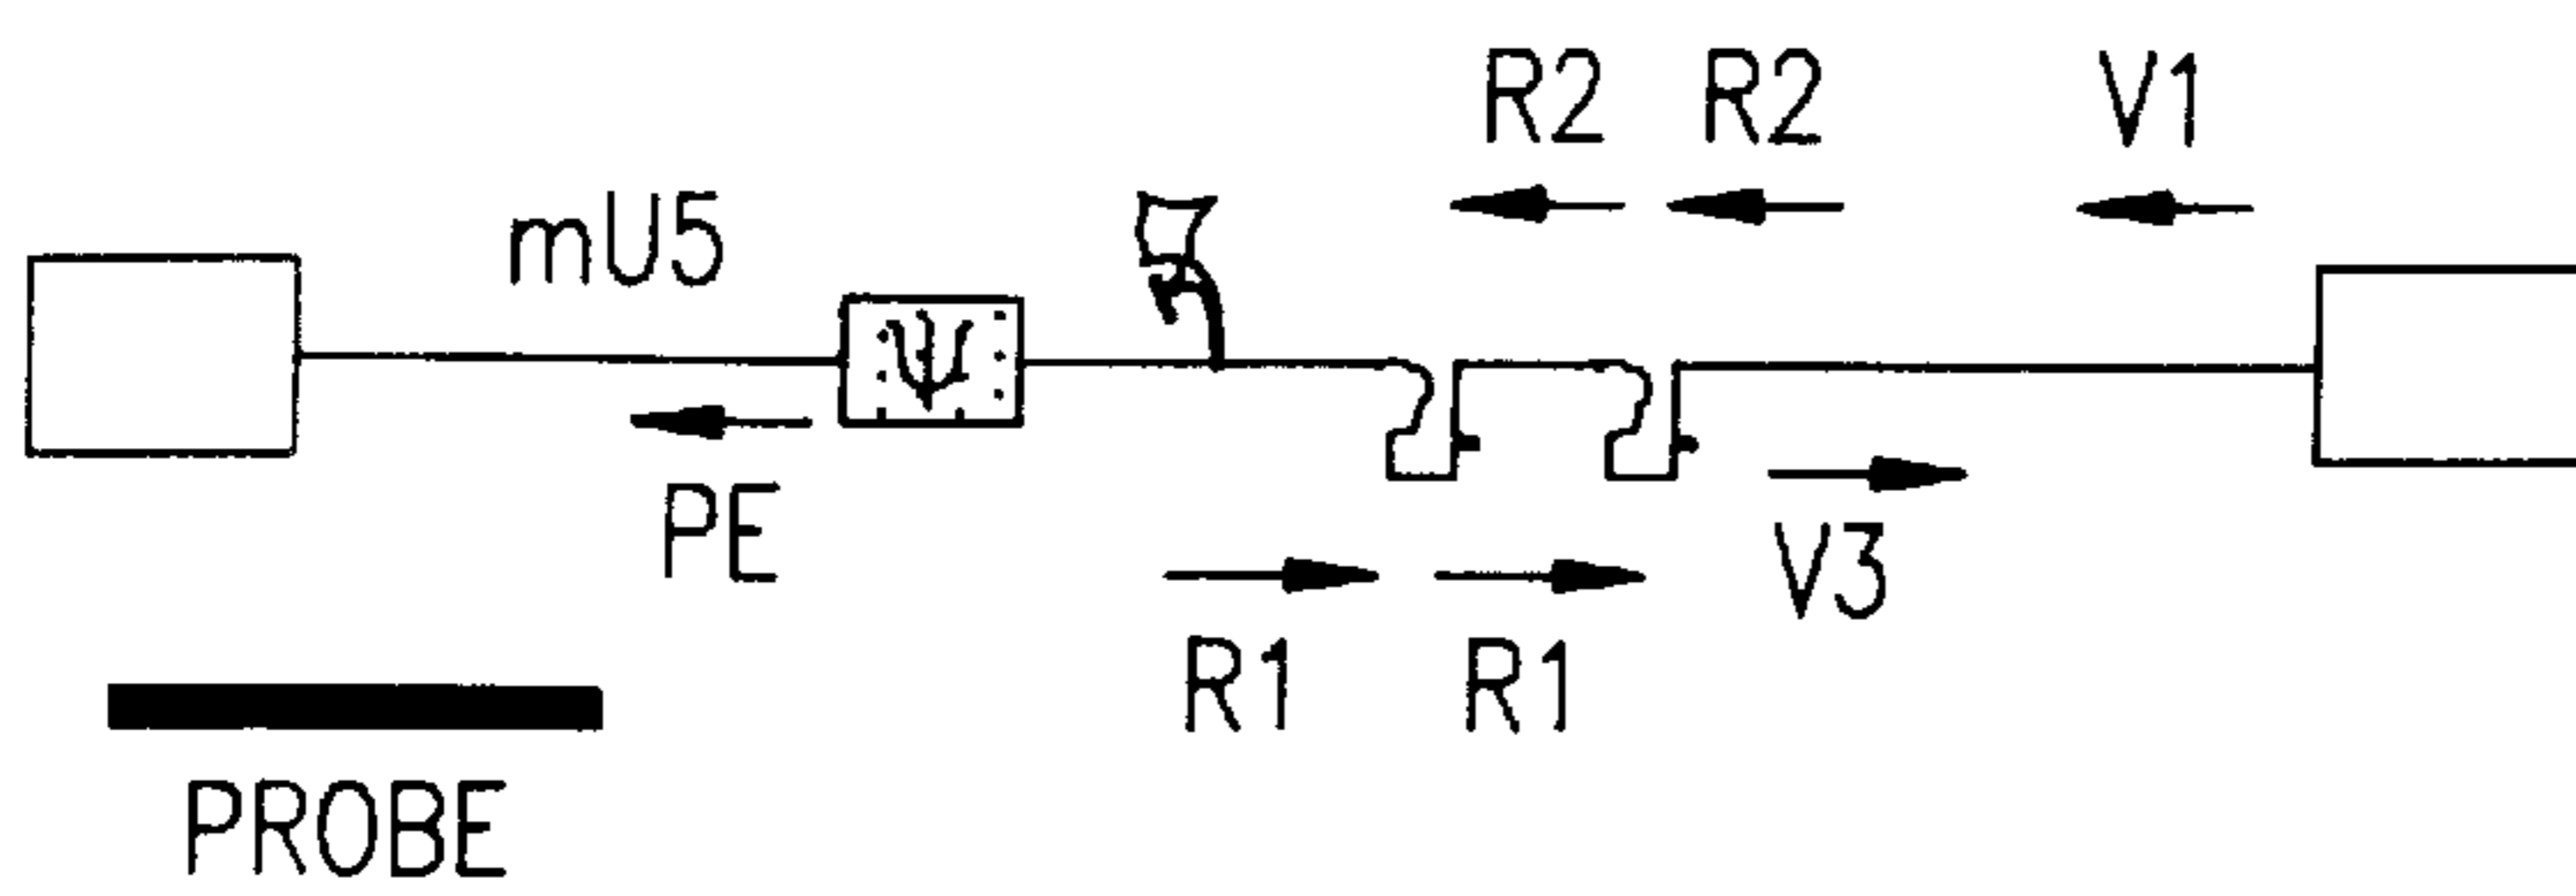 R2 R2 V1
mU5
Ψ
PE
V3
R1 R1
PROBE